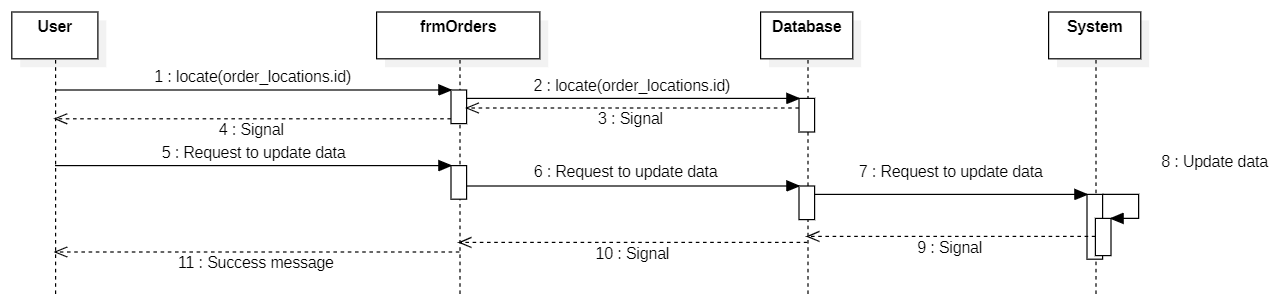 User
frmOrders
Database
System
1 : locate(order_locations.id)
2 : locate(order_locations.id)
3 : Signal
4 : Signal
5 : Request to update data
6 : Request to update data
7 : Request to update data
8 : Update data
9 : Signal
10 : Signal
11 : Success message